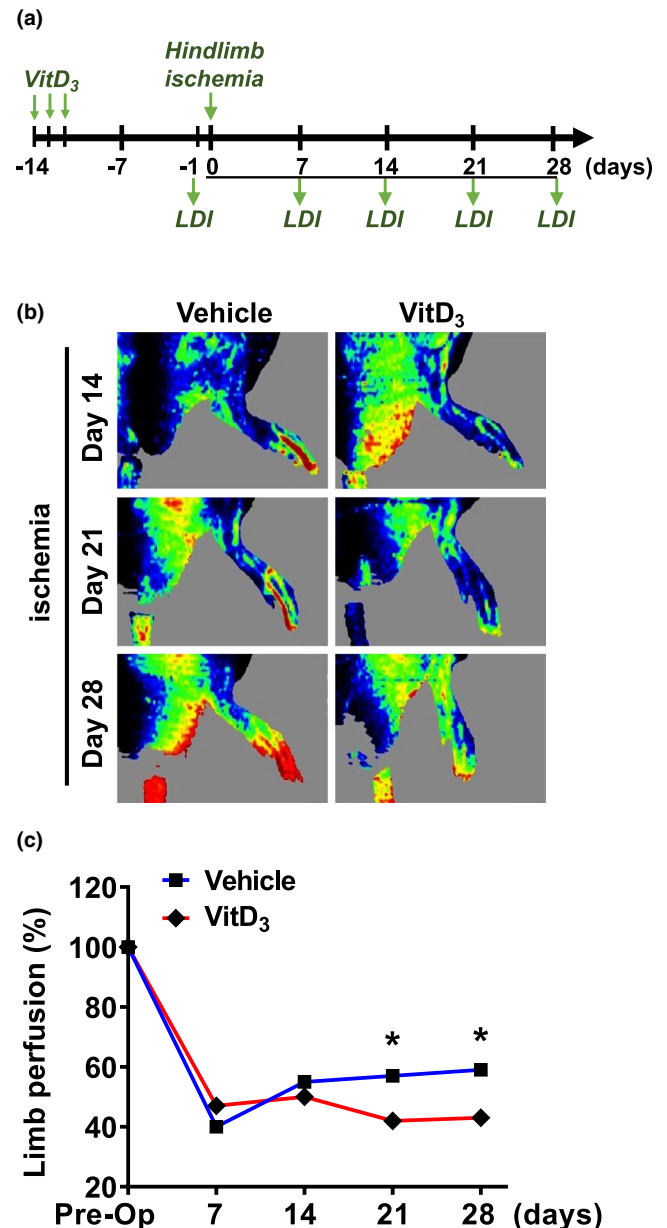 (a)
Hindlimb
VitD₃ ischemia
-14 -7 -1 0 7 14 21 28 (days)
LDI LDI LDI LDI LDI
(b)
Vehicle VitD₃
ischemia
Day 14
Day 21
Day 28
(c)
Vehicle
VitD₃
Limb perfusion (%)
120
100
80
* *
60
40
20
Pre-Op 7 14 21 28 (days)